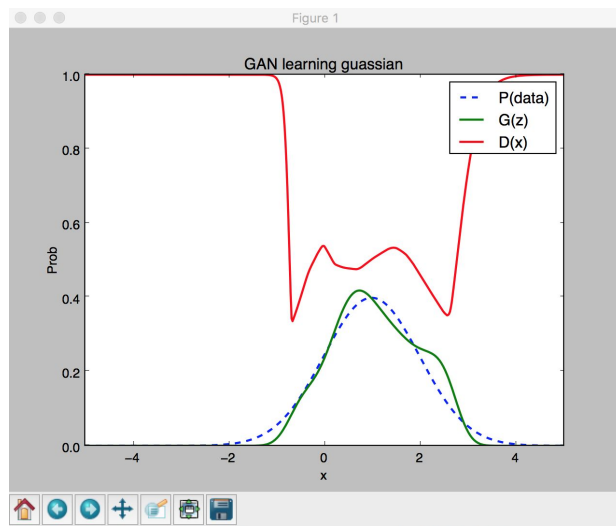 Figure 1
GAN learning guassian
1.0
0.8
0.6
0.4
0.2
0.0
Prob
P(data)
G(z)
D(x)
−4
−2
0
2
4
x